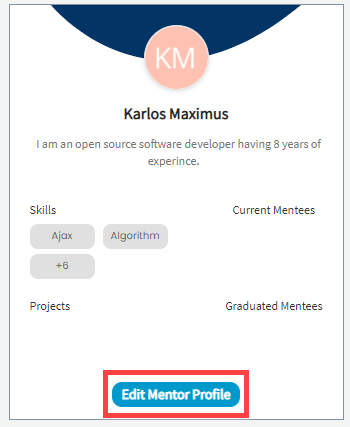 KM
Karlos Maximus
I am an open source software developer having 8 years of
experince.
Skills
Current Mentees
Ajax
Algorithm
+6
Projects
Graduated Mentees
Edit Mentor Profile